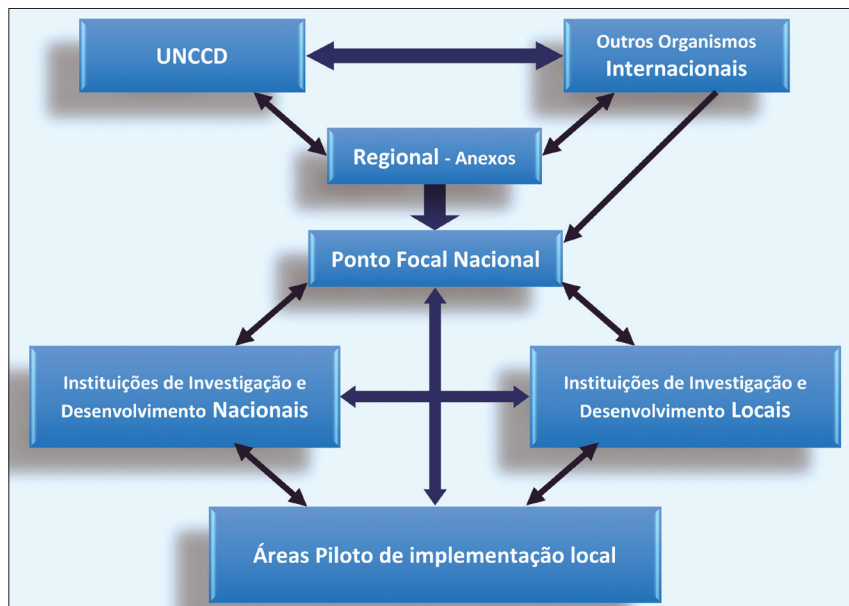 UNCCD
Outros Organismos
Internacionais
Regional - Anexos
Ponto Focal Nacional
Instituições de Investigação e
Desenvolvimento Nacionais
Instituições de Investigação e
Desenvolvimento Locais
Áreas Piloto de implementação local